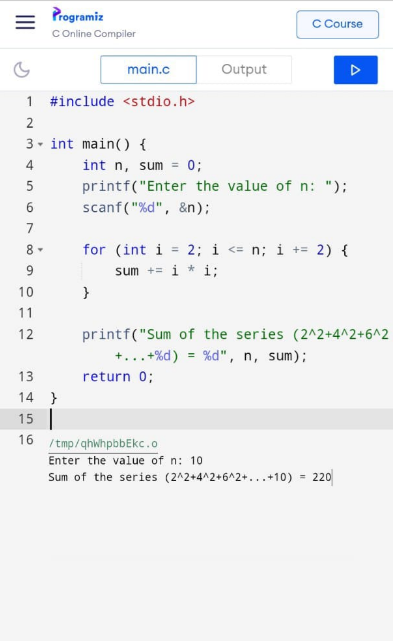 Programiz
C Online Compiler
C Course
main.c
Output
1 #include <stdio.h>
2
3 int main() {
4 int n, sum = 0;
5 printf("Enter the value of n: ");
6 scanf("%d", &n);
7
8 for (int i = 2; i <= n; i += 2) {
9 sum += i * i;
10 }
11
12 printf("Sum of the series (2^2+4^2+6^2
+...+%d) = %d", n, sum);
13 return 0;
14 }
15
16 /tmp/qhWhpbbEkc.o
Enter the value of n: 10
Sum of the series (2^2+4^2+6^2+...+10) = 220